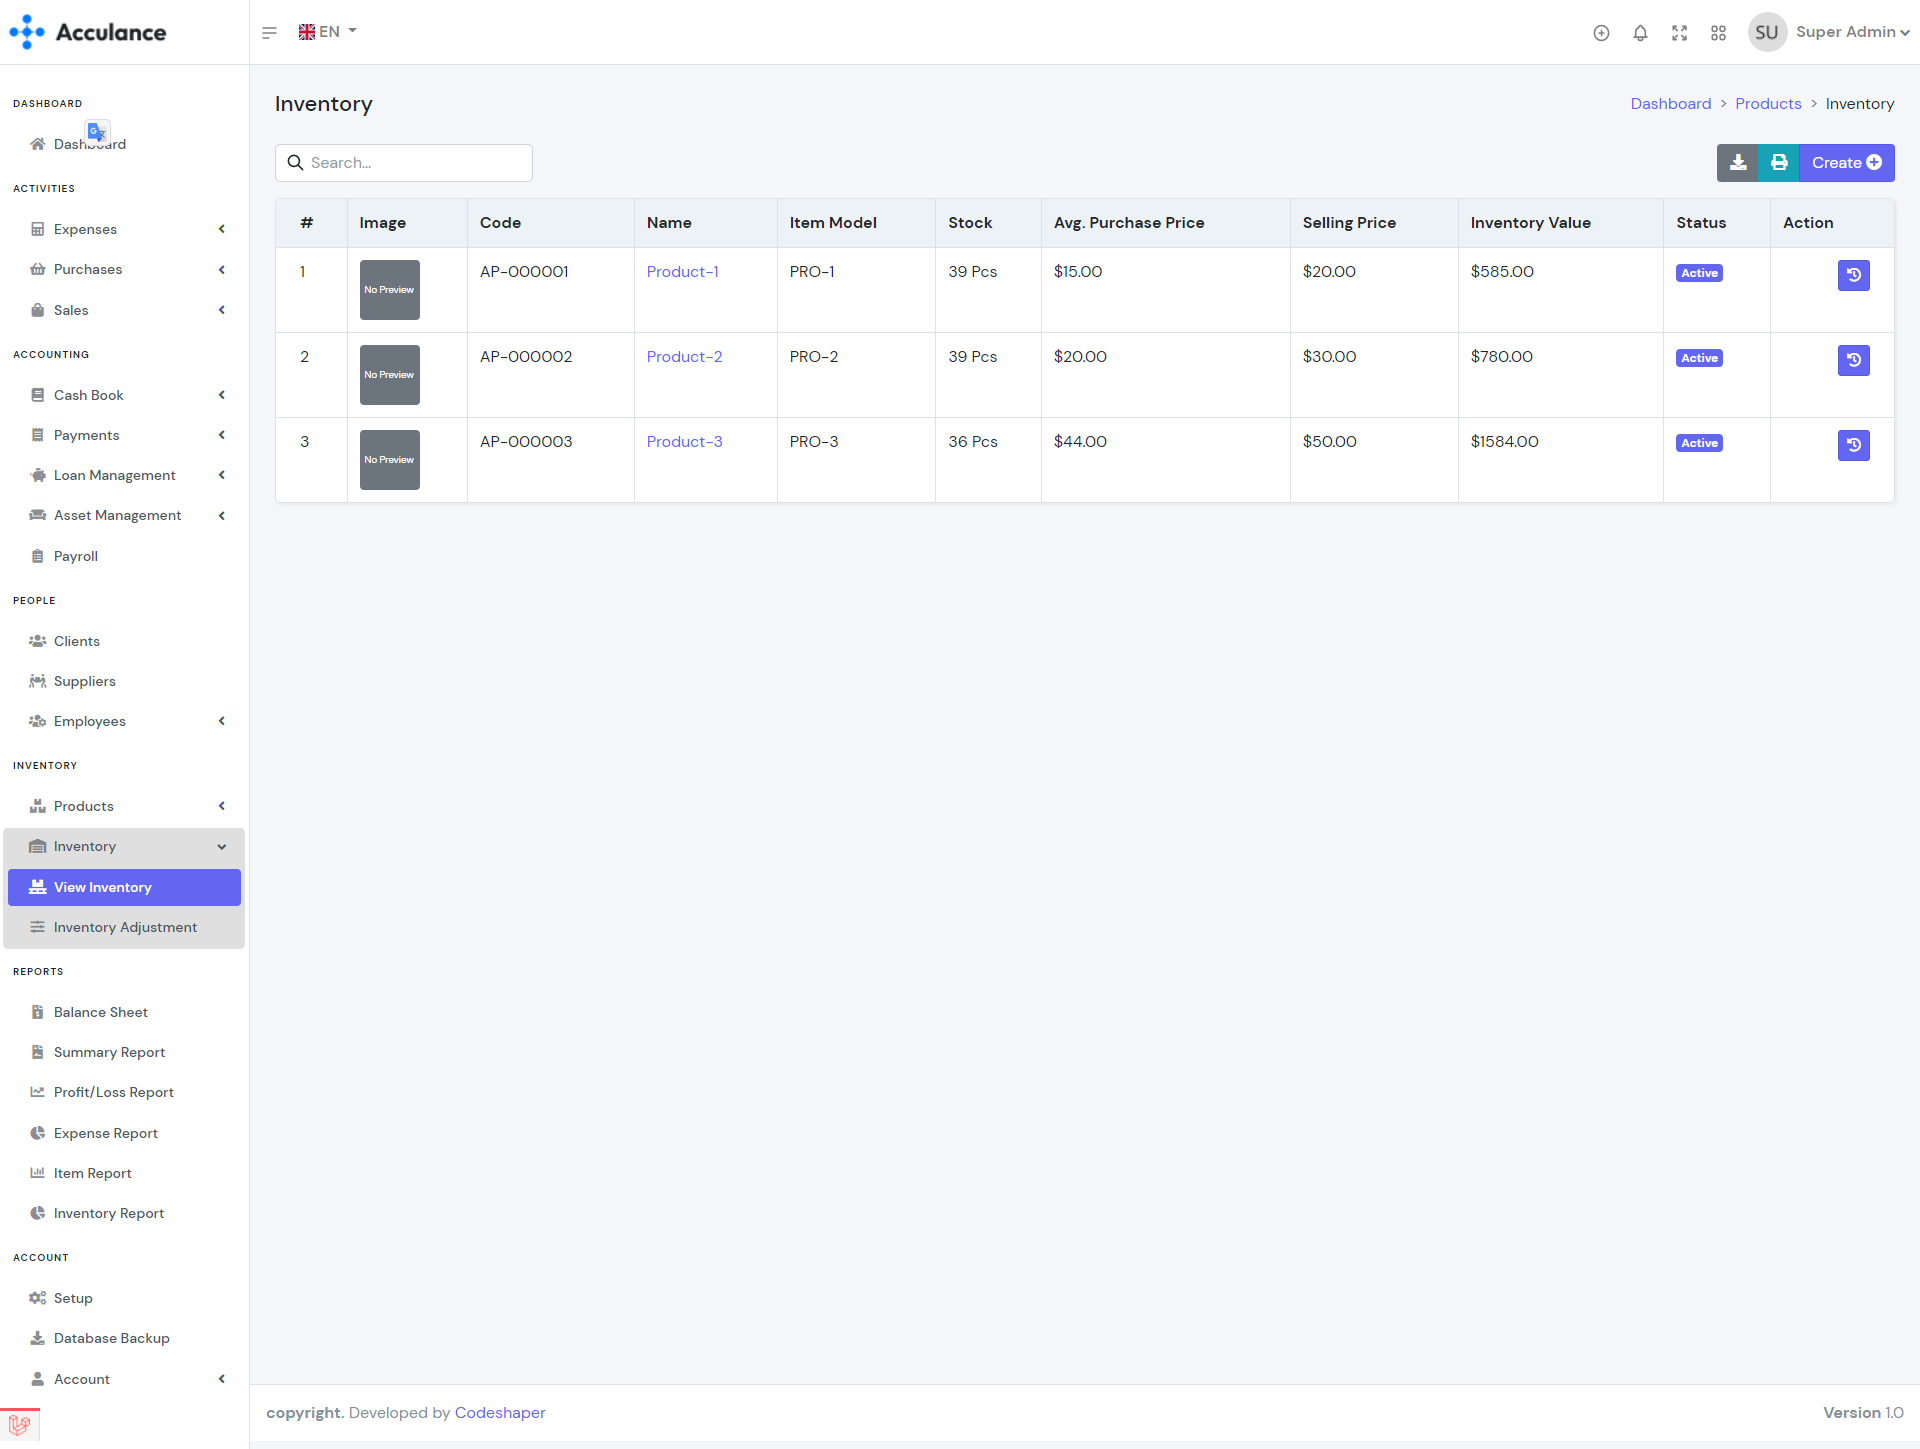 Acculance
EN
SU Super Admin
DASHBOARD
Dashboard
ACTIVITIES
Expenses
Purchases
Sales
ACCOUNTING
Cash Book
Payments
Loan Management
Asset Management
Payroll
PEOPLE
Clients
Suppliers
Employees
INVENTORY
Products
Inventory
View Inventory
Inventory Adjustment
REPORTS
Balance Sheet
Summary Report
Profit/Loss Report
Expense Report
Item Report
Inventory Report
ACCOUNT
Setup
Database Backup
Account
Inventory
Dashboard > Products > Inventory
Search...
Create
# Image Code Name Item Model Stock Avg. Purchase Price Selling Price Inventory Value Status Action
1 No Preview AP-000001 Product-1 PRO-1 39 Pcs $15.00 $20.00 $585.00 Active
2 No Preview AP-000002 Product-2 PRO-2 39 Pcs $20.00 $30.00 $780.00 Active
3 No Preview AP-000003 Product-3 PRO-3 36 Pcs $44.00 $50.00 $1584.00 Active
copyright. Developed by Codeshaper
Version 1.0